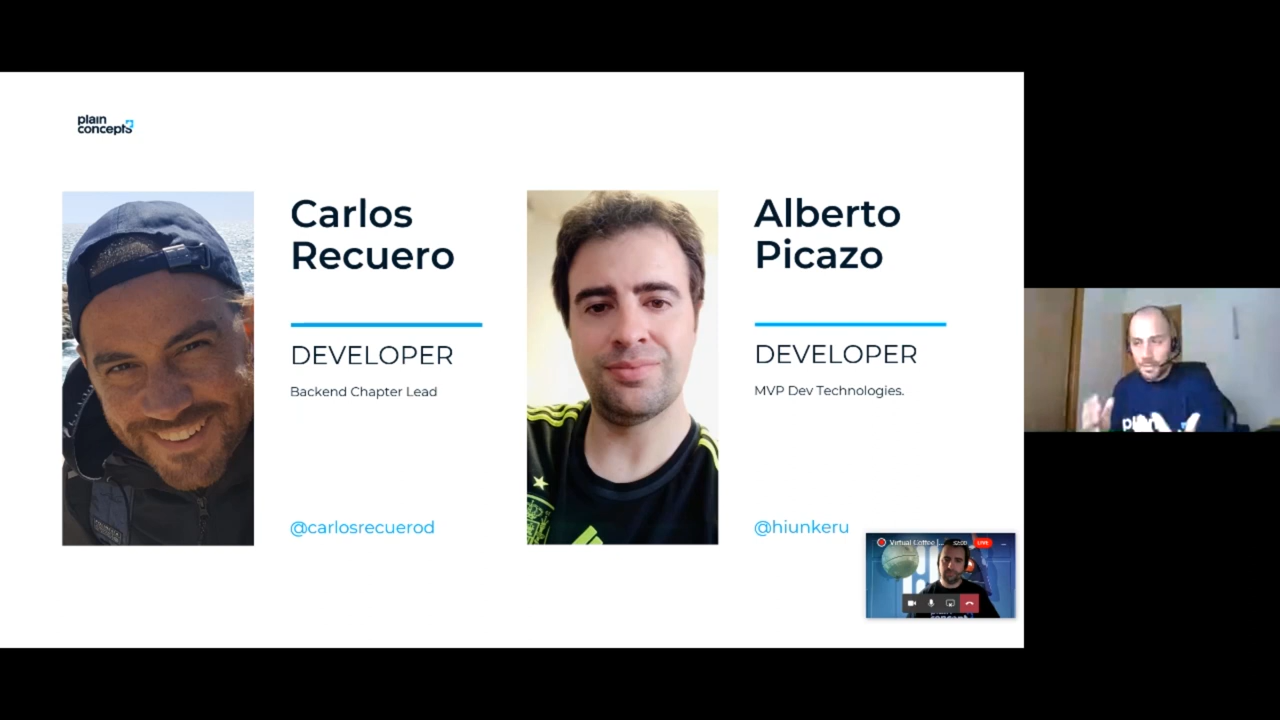 plain
concepts
Carlos
Recuero
DEVELOPER
Backend Chapter Lead
@carlosrecuerod
Alberto
Picazo
DEVELOPER
MVP Dev Technologies.
@hiunkeru
Virtual Coffee |...
LIVE
plain